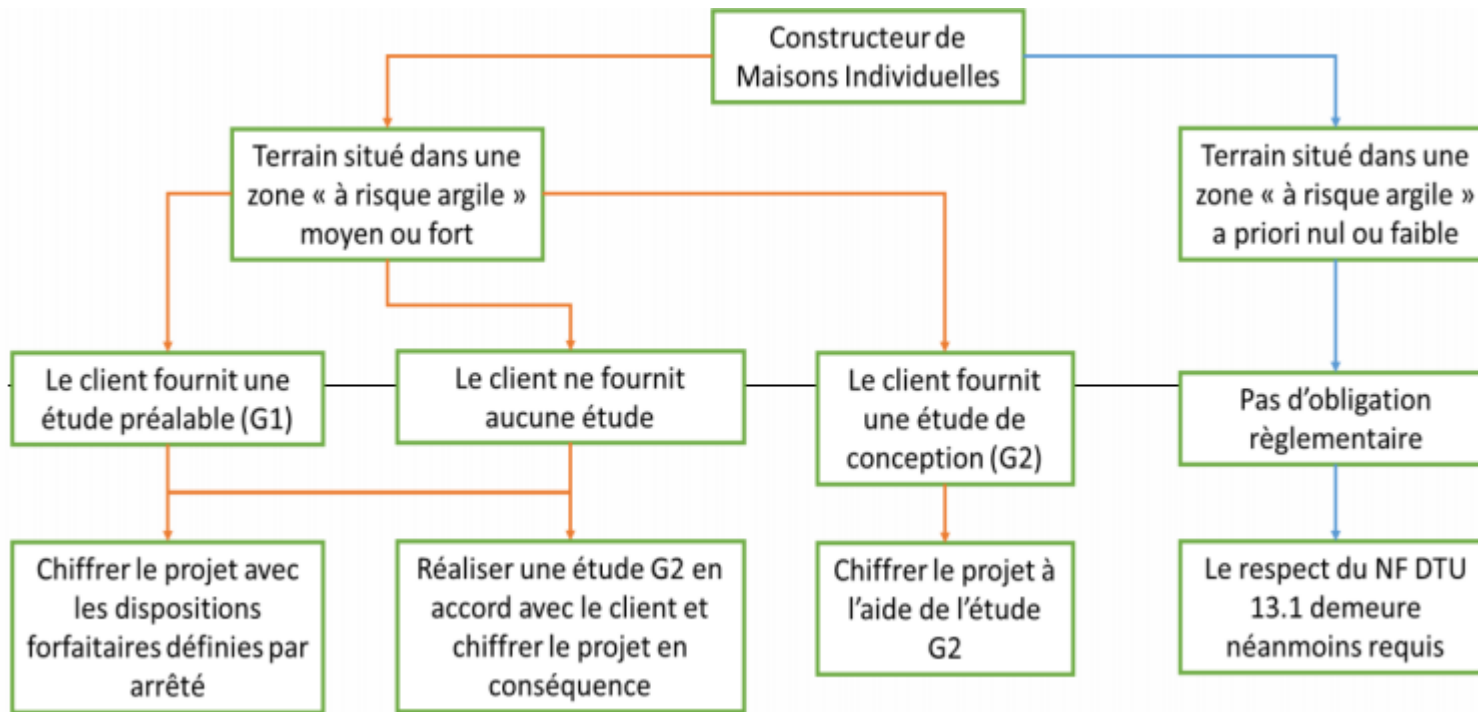 Constructeur de
Maisons Individuelles
Terrain situé dans une
zone « à risque argile »
moyen ou fort
Terrain situé dans une
zone « à risque argile »
a priori nul ou faible
Le client fournit une
étude préalable (G1)
Le client ne fournit
aucune étude
Le client fournit
une étude de
conception (G2)
Pas d'obligation
règlementaire
Chiffrer le projet avec
les dispositions
forfaitaires définies par
arrêté
Réaliser une étude G2 en
accord avec le client et
chiffrer le projet en
conséquence
Chiffrer le projet à
l'aide de l'étude
G2
Le respect du NF DTU
13.1 demeure
néanmoins requis